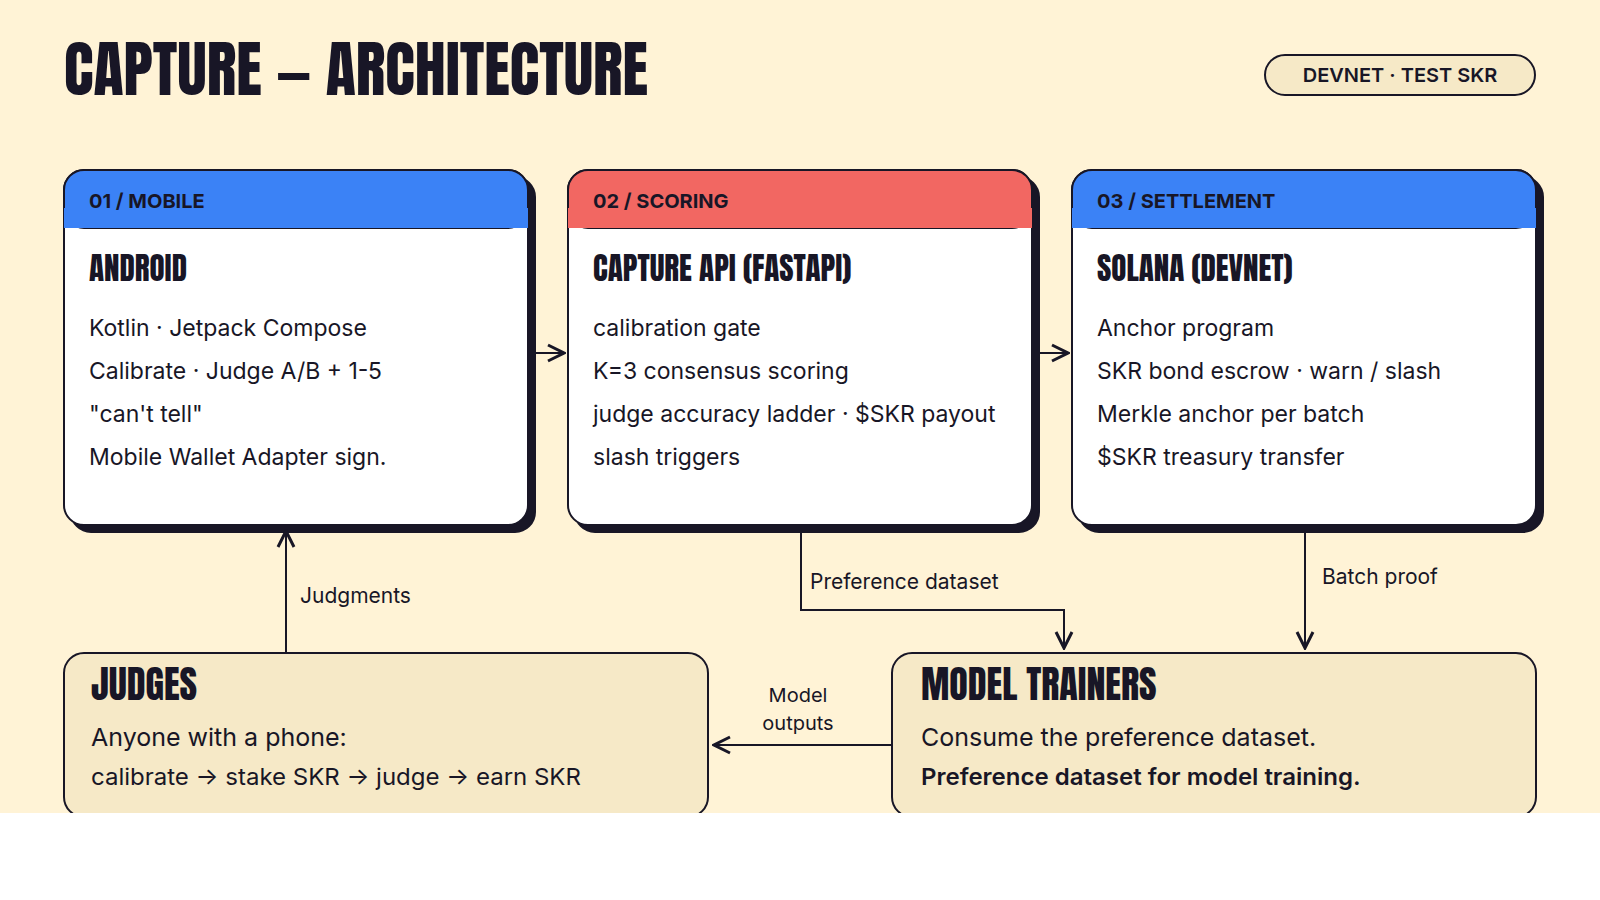 CAPTURE — ARCHITECTURE
DEVNET · TEST SKR
01 / MOBILE
ANDROID
Kotlin · Jetpack Compose
Calibrate · Judge A/B + 1-5
"can't tell"
Mobile Wallet Adapter sign.
02 / SCORING
CAPTURE API (FASTAPI)
calibration gate
K=3 consensus scoring
judge accuracy ladder · $SKR payout
slash triggers
03 / SETTLEMENT
SOLANA (DEVNET)
Anchor program
SKR bond escrow · warn / slash
Merkle anchor per batch
$SKR treasury transfer
Judgments
Preference dataset
Batch proof
JUDGES
Anyone with a phone:
calibrate → stake SKR → judge → earn SKR
Model
outputs
MODEL TRAINERS
Consume the preference dataset.
Preference dataset for model training.